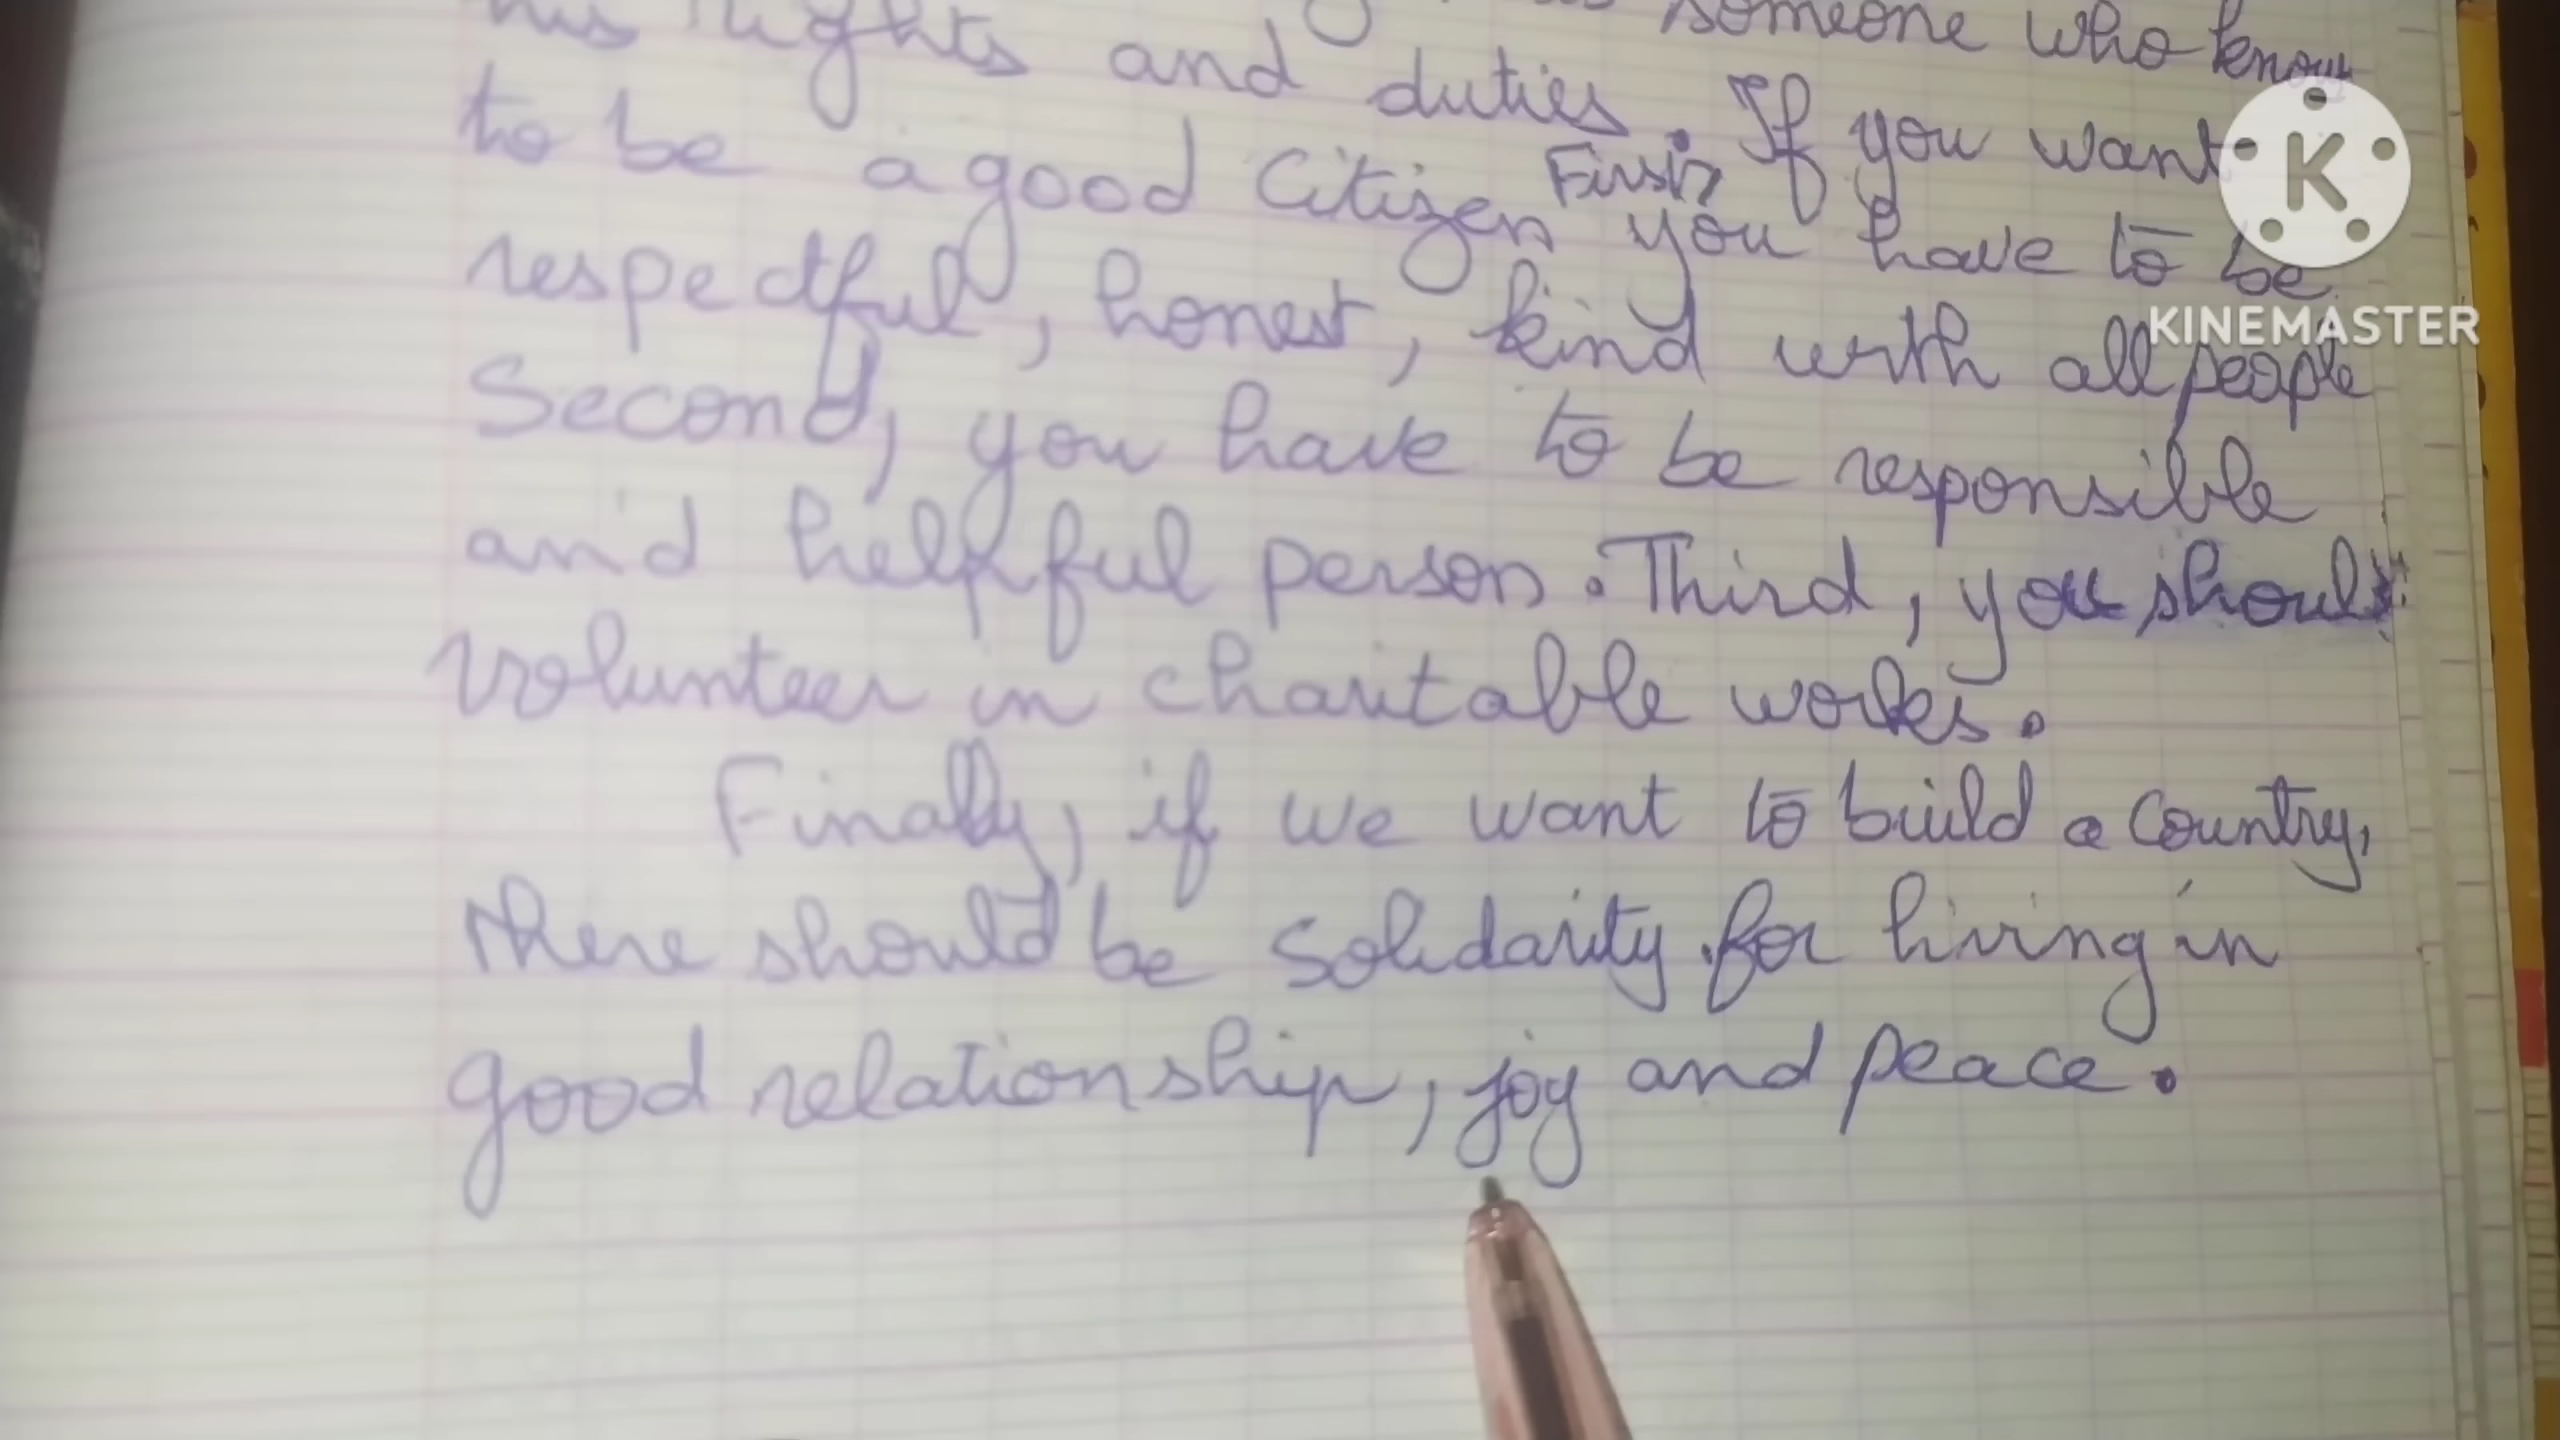 someone who know
his rights and duties. If you want
to be a good citizen First, you have to be
respectful, honest, kind with all people
Second, you have to be responsible
and helpful person. Third, you should
volunteer in charitable works.
Finally, if we want to build a country,
there should be solidarity for living in
good relationship, joy and peace.
K
KINEMASTER